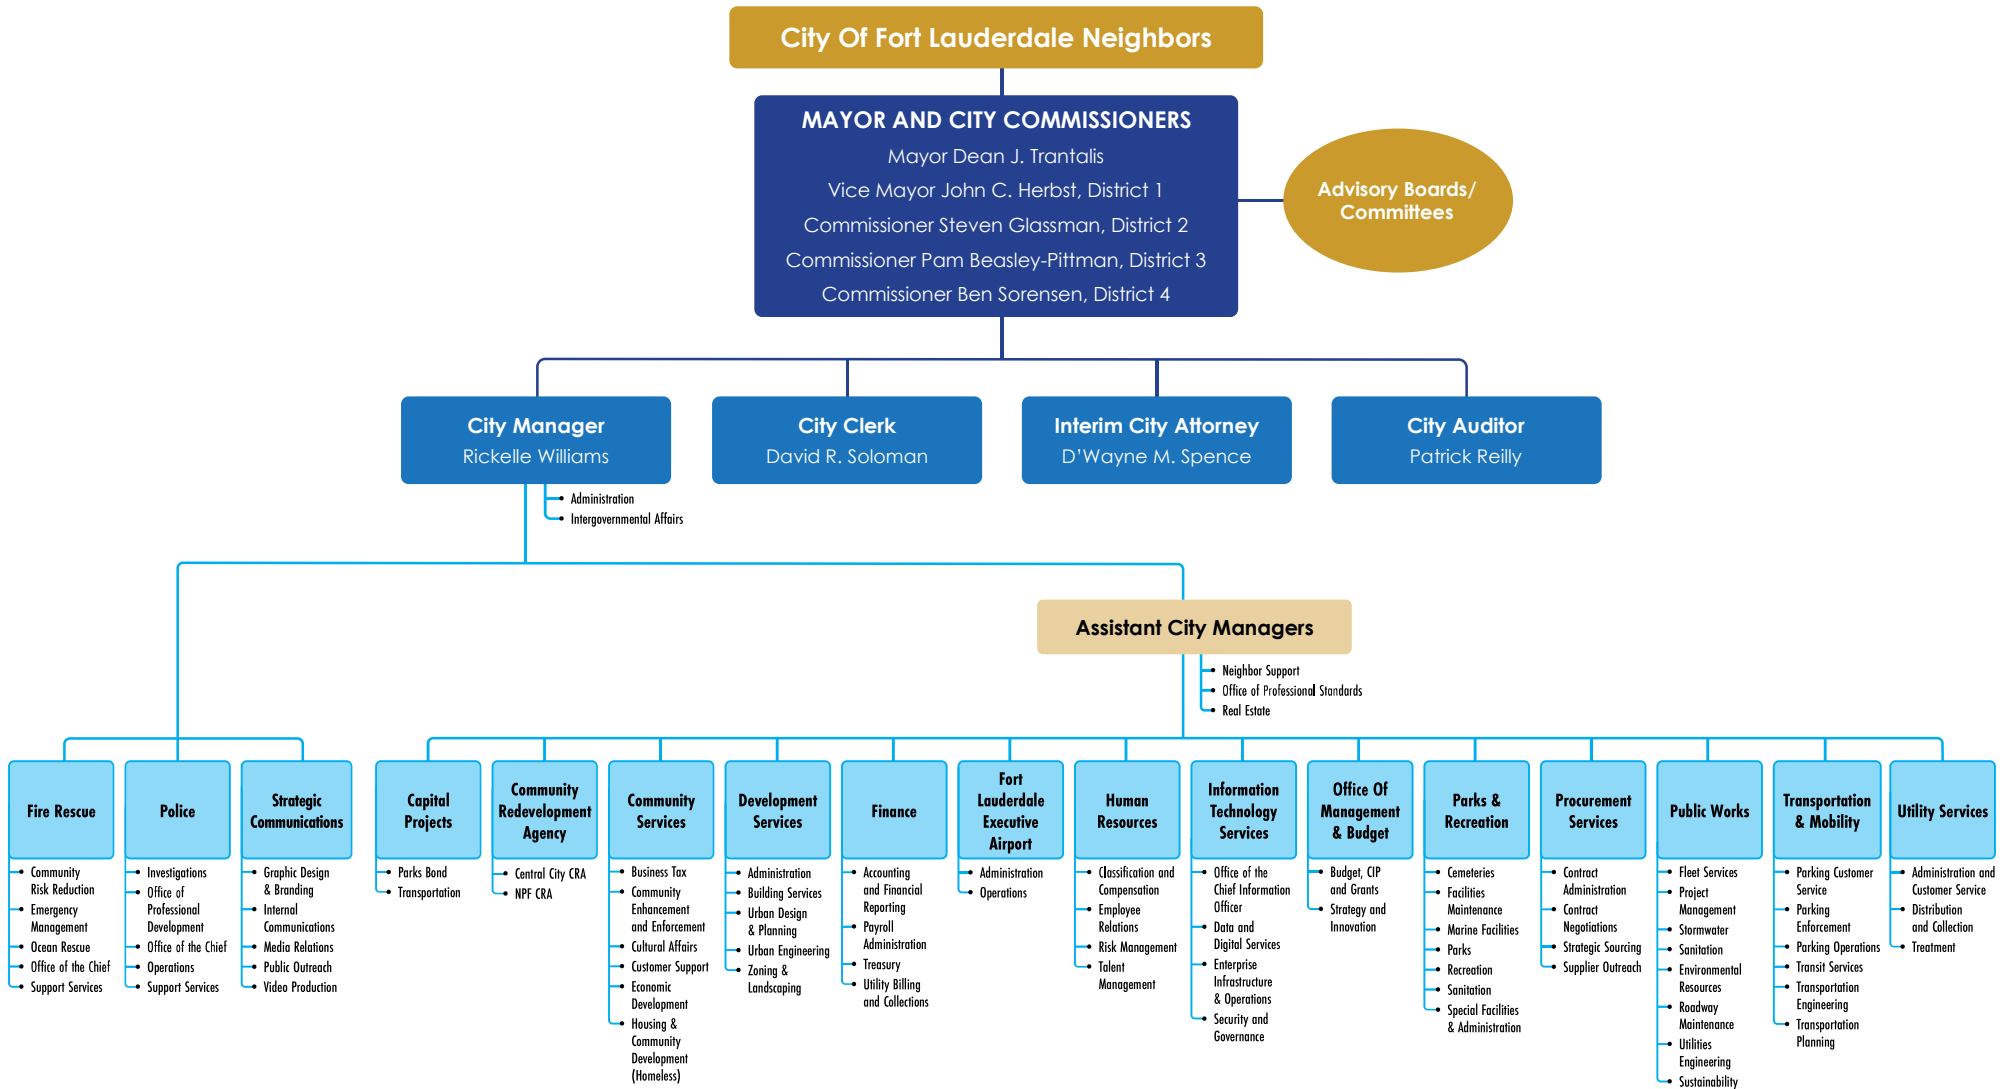 City Of Fort Lauderdale Neighbors
MAYOR AND CITY COMMISSIONERS
Mayor Dean J. Trantalis
Vice Mayor John C. Herbst, District 1
Commissioner Steven Glassman, District 2
Commissioner Pam Beasley-Pittman, District 3
Commissioner Ben Sorensen, District 4
Advisory Boards/
Committees
City Manager
Rickelle Williams
City Clerk
David R. Soloman
Interim City Attorney
D'Wayne M. Spence
City Auditor
Patrick Reilly
Administration
Intergovernmental Affairs
Assistant City Managers
Neighbor Support
Office of Professional Standards
Real Estate
Fire Rescue
Community
Risk Reduction
Emergency
Management
Ocean Rescue
Office of the Chief
Support Services
Police
Investigations
Office of
Professional
Development
Office of the Chief
Operations
Support Services
Strategic
Communications
Graphic Design
& Branding
Internal
Communications
Media Relations
Public Outreach
Video Production
Capital
Projects
Parks Bond
Transportation
Community
Redevelopment
Agency
Central City CRA
NPF CRA
Community
Services
Business Tax
Community
Enhancement
and Enforcement
Cultural Affairs
Customer Support
Economic
Development
Housing &
Community
Development
(Homeless)
Development
Services
Administration
Building Services
Urban Design
& Planning
Urban Engineering
Zoning &
Landscaping
Finance
Accounting
and Financial
Reporting
Payroll
Administration
Treasury
Utility Billing
and Collections
Fort
Lauderdale
Executive
Airport
Administration
Operations
Human
Resources
Classification and
Compensation
Employee
Relations
Risk Management
Talent
Management
Information
Technology
Services
Office of the
Chief Information
Officer
Data and
Digital Services
Enterprise
Infrastructure
& Operations
Security and
Governance
Office Of
Management
& Budget
Budget, CIP
and Grants
Strategy and
Innovation
Parks &
Recreation
Cemeteries
Facilities
Maintenance
Marine Facilities
Parks
Recreation
Sanitation
Special Facilities
& Administration
Procurement
Services
Contract
Administration
Contract
Negotiations
Strategic Sourcing
Supplier Outreach
Public Works
Fleet Services
Project
Management
Stormwater
Sanitation
Environmental
Resources
Roadway
Maintenance
Utilities
Engineering
Sustainability
Transportation
& Mobility
Parking Customer
Service
Parking
Enforcement
Parking Operations
Transit Services
Transportation
Engineering
Transportation
Planning
Utility Services
Administration and
Customer Service
Distribution
and Collection
Treatment